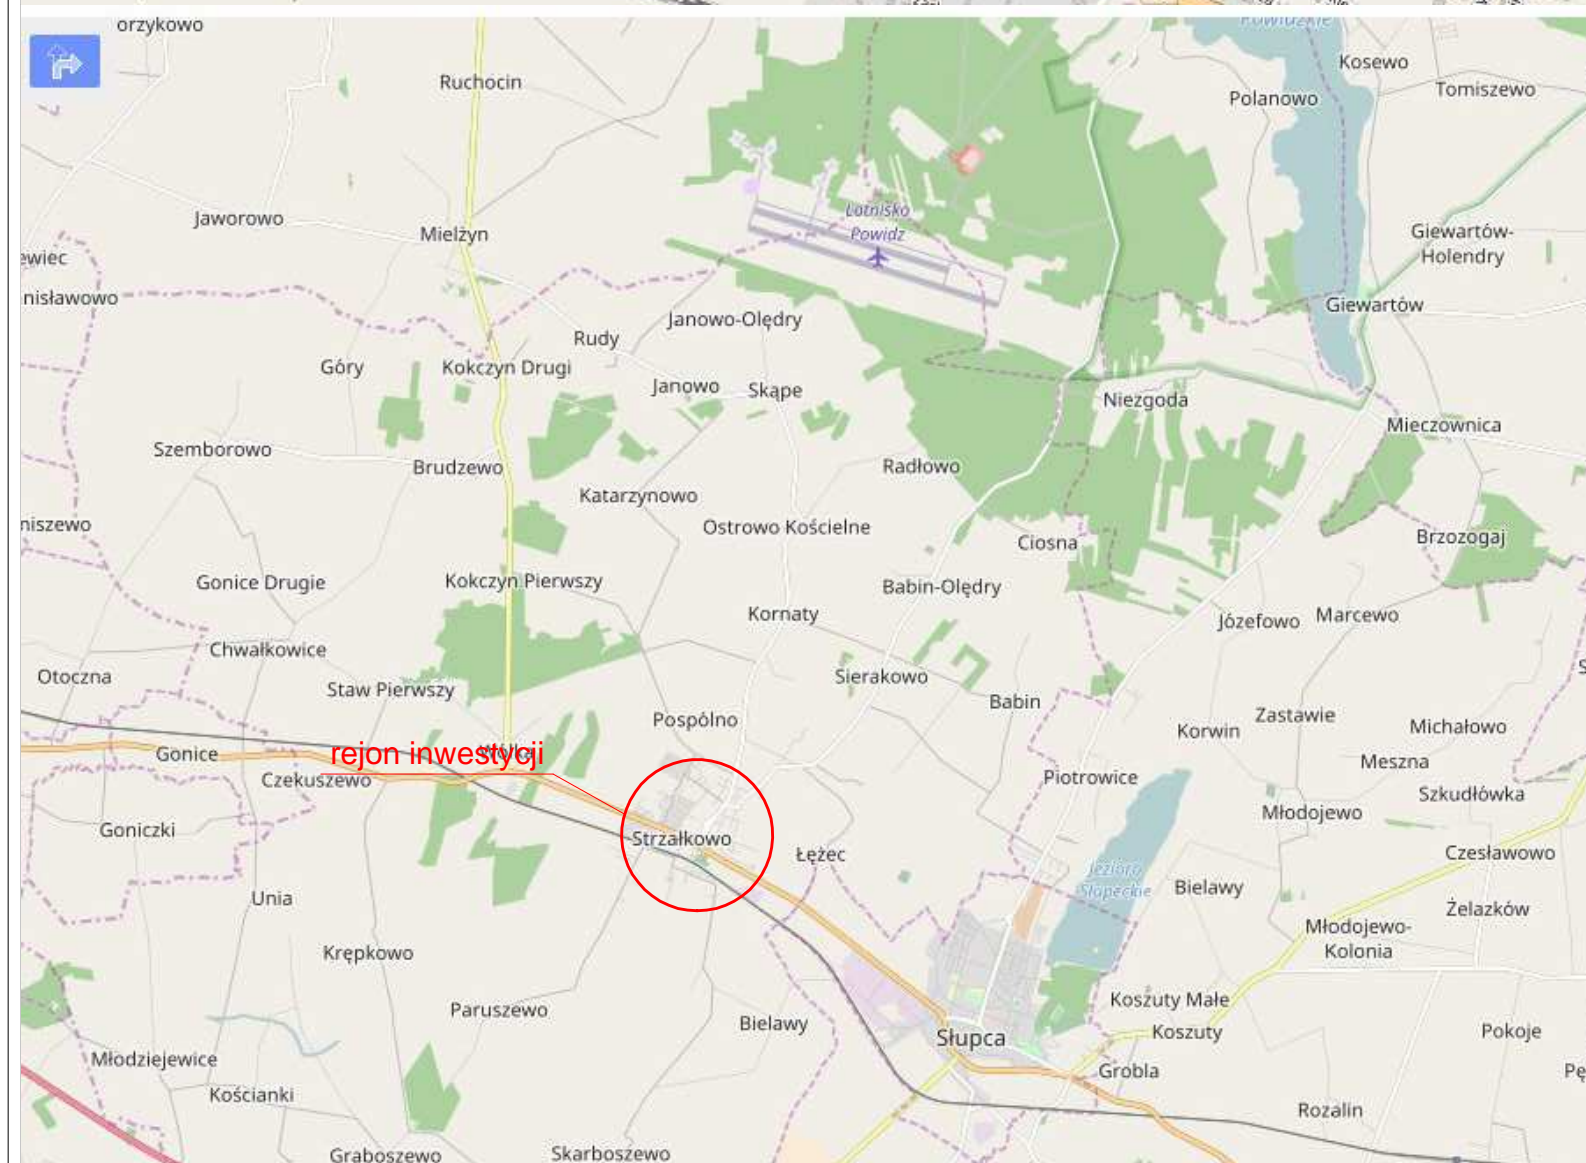 Powidzkie
orzykowo
Kosewo
Ruchocin
Tomiszewo
Polanowo
Lotnisko
Powidz
Jaworowo
Mielżyn
Giewartów-
Holendry
ewiec
nisławowo
Giewartów
Janowo-Olędry
Rudy
Góry
Kokczyn Drugi
Janowo
Skąpe
Niezgoda
Mieczownica
Szemborowo
Brudzewo
Radłowo
Katarzynowo
niszewo
Ostrowo Kościelne
Ciosna
Brzozogaj
Gonice Drugie
Kokczyn Pierwszy
Babin-Olędry
Kornaty
Józefowo
Marcewo
Chwałkowice
Otoczna
Staw Pierwszy
Sierakowo
S
Babin
Pospólno
Zastawie
Korwin
Michałowo
Gonice
rejon inwestycji
Wólka
Meszna
Czekuszewo
Piotrowice
Szkudłówka
Młodojewo
Goniczki
Strzałkowo
Łężec
Czesławowo
Jezioro
Słupeckie
Bielawy
Unia
Żelazków
Młodojewo-
Kolonia
Krępkowo
Koszuty Małe
Paruszewo
Bielawy
Słupca
Koszuty
Pokoje
Młodziejewice
Grobla
Pę
Kościanki
Rozalin
Graboszewo
Skarboszewo